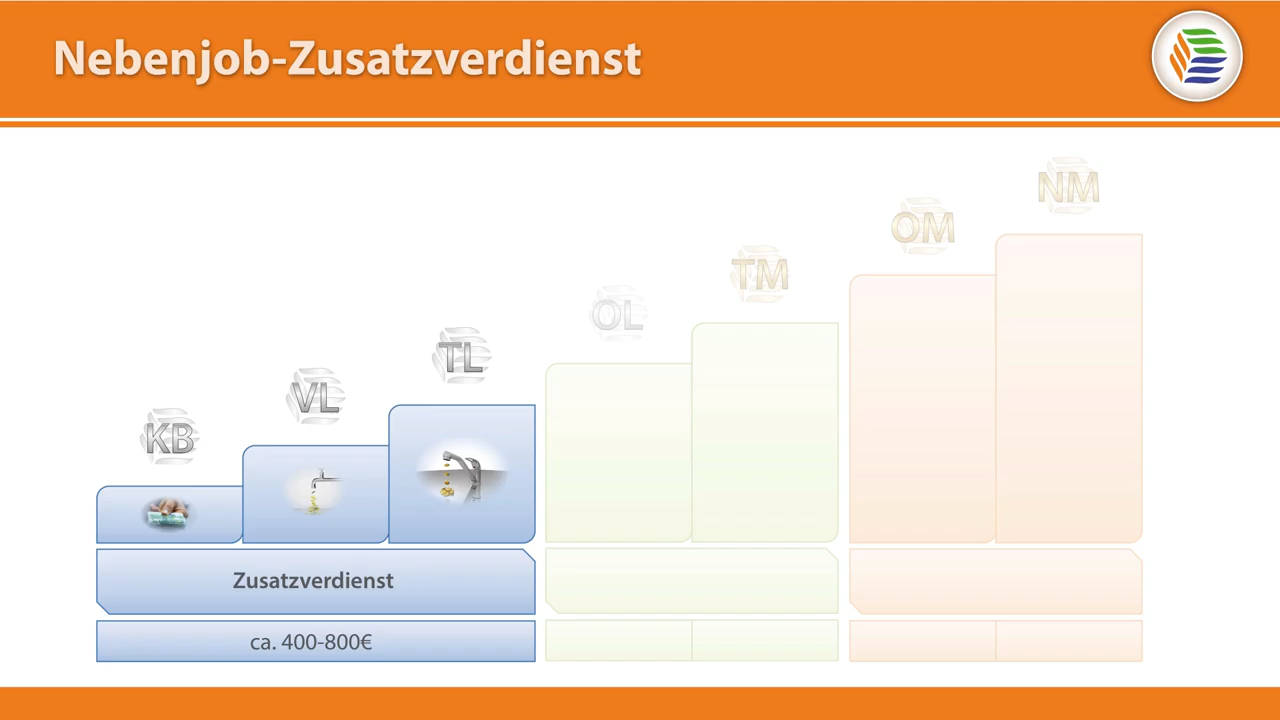 Nebenjob-Zusatzverdienst
NM
OM
TM
OL
TL
VL
KB
Zusatzverdienst
ca. 400-800€